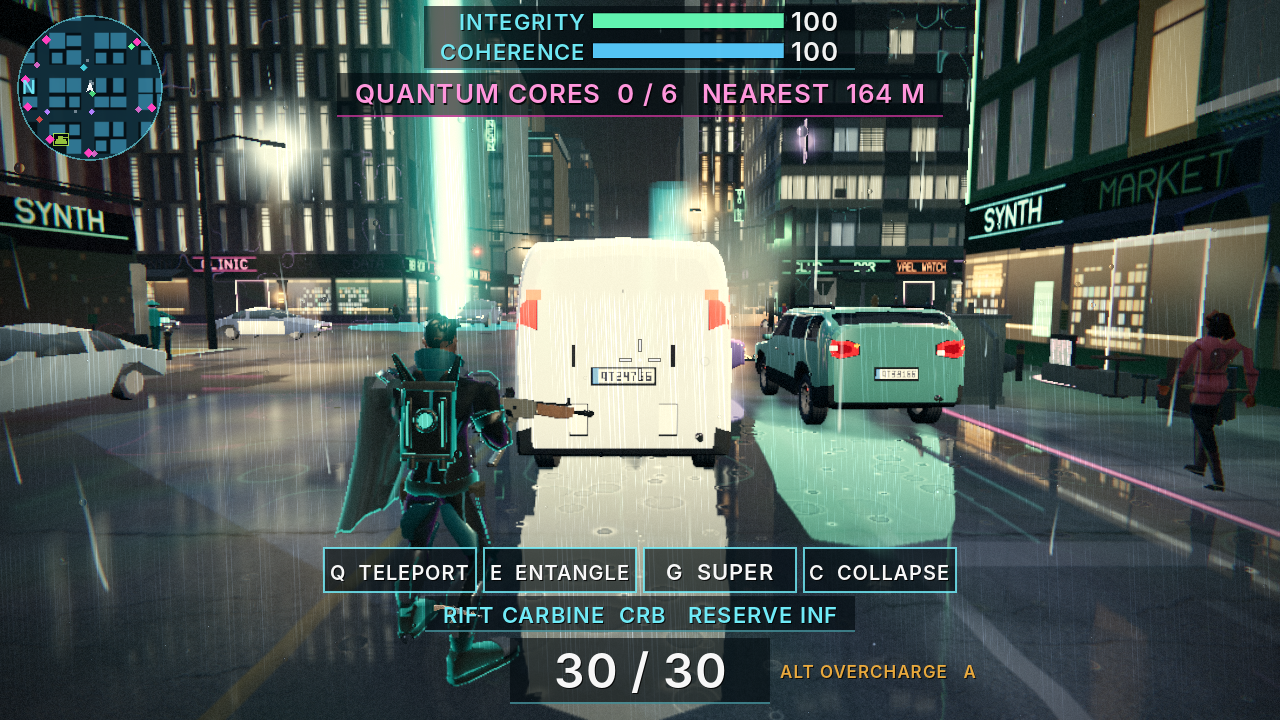 INTEGRITY 100
COHERENCE 100
QUANTUM CORES 0 / 6 NEAREST 164 M
N
SYNTH
CLINIC
SYNTH
MARKET
BAR
VAEL WATCH
Q TELEPORT
E ENTANGLE
G SUPER
C COLLAPSE
RIFT CARBINE CRB RESERVE INF
30 / 30
ALT OVERCHARGE A